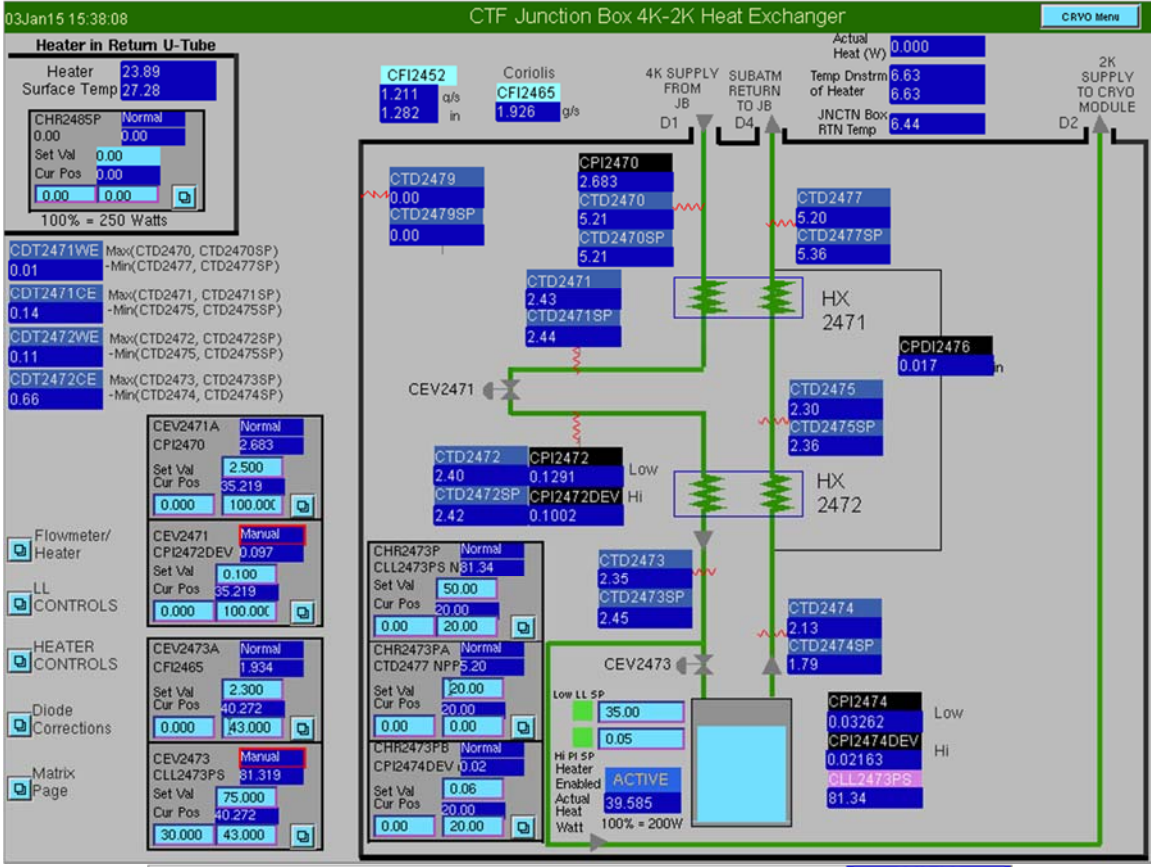 03Jan15 15:38:08
CTF Junction Box 4K-2K Heat Exchanger
CRYO Menu
Heater in Return U-Tube
Heater 23.89
Surface Temp 27.28
CHR2485P Normal
0.00 0.00
Set Val 0.00
Cur Pos 0.00
0.00 0.00
100% = 250 Watts
CFI2452
1.211 g/s
1.282 in
Coriolis
CFI2465
1.926 g/s
4K SUPPLY
FROM
JB
D1
SUBATM
RETURN
TO JB
D4
Actual
Heat (W) 0.000
Temp Dnstrm 6.63
of Heater 6.63
JNCTN Box
RTN Temp 6.44
2K
SUPPLY
TO CRYO
MODULE
D2
CDT2471WE Max(CTD2470, CTD2470SP)
0.01 -Min(CTD2477, CTD2477SP)
CDT2471CE Max(CTD2471, CTD2471SP)
0.14 -Min(CTD2475, CTD2475SP)
CDT2472WE Max(CTD2472, CTD2472SP)
0.11 -Min(CTD2475, CTD2475SP)
CDT2472CE Max(CTD2473, CTD2473SP)
0.66 -Min(CTD2474, CTD2474SP)
CTD2479
0.00
CTD2479SP
0.00
CPI2470
2.683
CTD2470
5.21
CTD2470SP
5.21
CTD2477
5.20
CTD2477SP
5.36
CTD2471
2.43
CTD2471SP
2.44
HX
2471
CPDI2476
0.017 in
CEV2471
CTD2475
2.30
CTD2475SP
2.36
CTD2472
2.40
CTD2472SP
2.42
CPI2472
0.1291 Low
CPI2472DEV Hi
0.1002
HX
2472
CEV2471A Normal
CPI2470 2.683
Set Val 2.500
Cur Pos 35.219
0.000 100.00(
CEV2471 Manual
CPI2472DEV 0.097
Set Val 0.100
Cur Pos 35.219
0.000 100.00(
Flowmeter/
Heater
LL
CONTROLS
HEATER
CONTROLS
Diode
Corrections
Matrix
Page
CEV2473A Normal
CFI2465 1.934
Set Val 2.300
Cur Pos 40.272
0.000 43.000
CEV2473 Manual
CLL2473PS 81.319
Set Val 75.000
Cur Pos 40.272
30.000 43.000
CHR2473P Normal
CLL2473PS N 81.34
Set Val 50.00
Cur Pos 20.00
0.00 20.00
CHR2473PA Normal
CTD2477 NPP 5.20
Set Val 20.00
Cur Pos 20.00
0.00 0.00
CHR2473PB Normal
CPI2474DEV 0.02
Set Val 0.06
Cur Pos 20.00
0.00 20.00
CTD2473
2.35
CTD2473SP
2.45
CTD2474
2.13
CTD2474SP
1.79
CEV2473
Low LL SP
35.00
0.05
Hi PI SP
Heater
Enabled ACTIVE
Actual
Heat 39.585
Watt 100% = 200W
CPI2474
0.03262 Low
CPI2474DEV Hi
0.02163
CLL2473PS
81.34